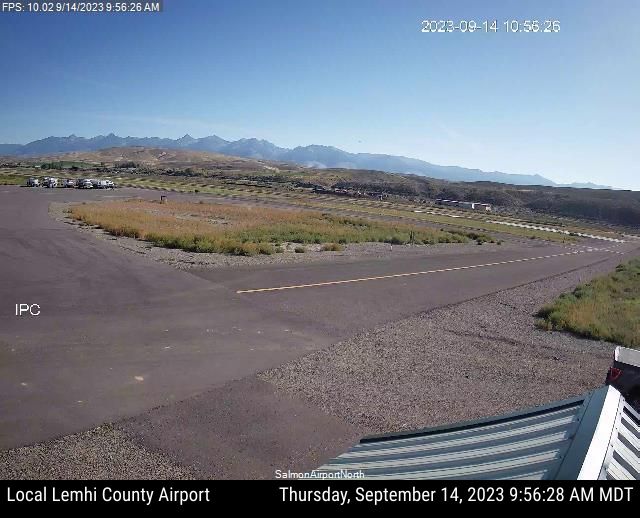 FPS: 10.02 9/14/2023 9:56:26 AM
2023-09-14 10:56:26
IPC
SalmonAirportNorth
Local Lemhi County Airport Thursday, September 14, 2023 9:56:28 AM MDT